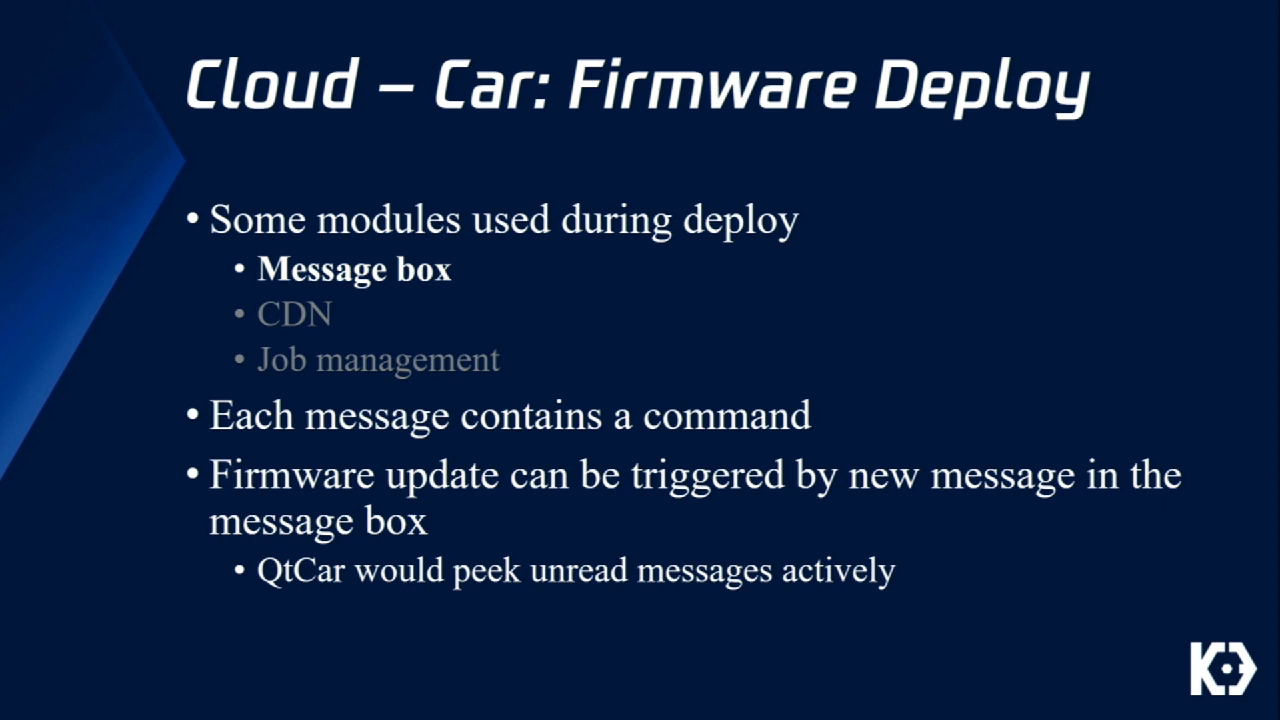 Cloud – Car: Firmware Deploy
• Some modules used during deploy
• Message box
• CDN
• Job management
• Each message contains a command
• Firmware update can be triggered by new message in the
message box
• QtCar would peek unread messages actively